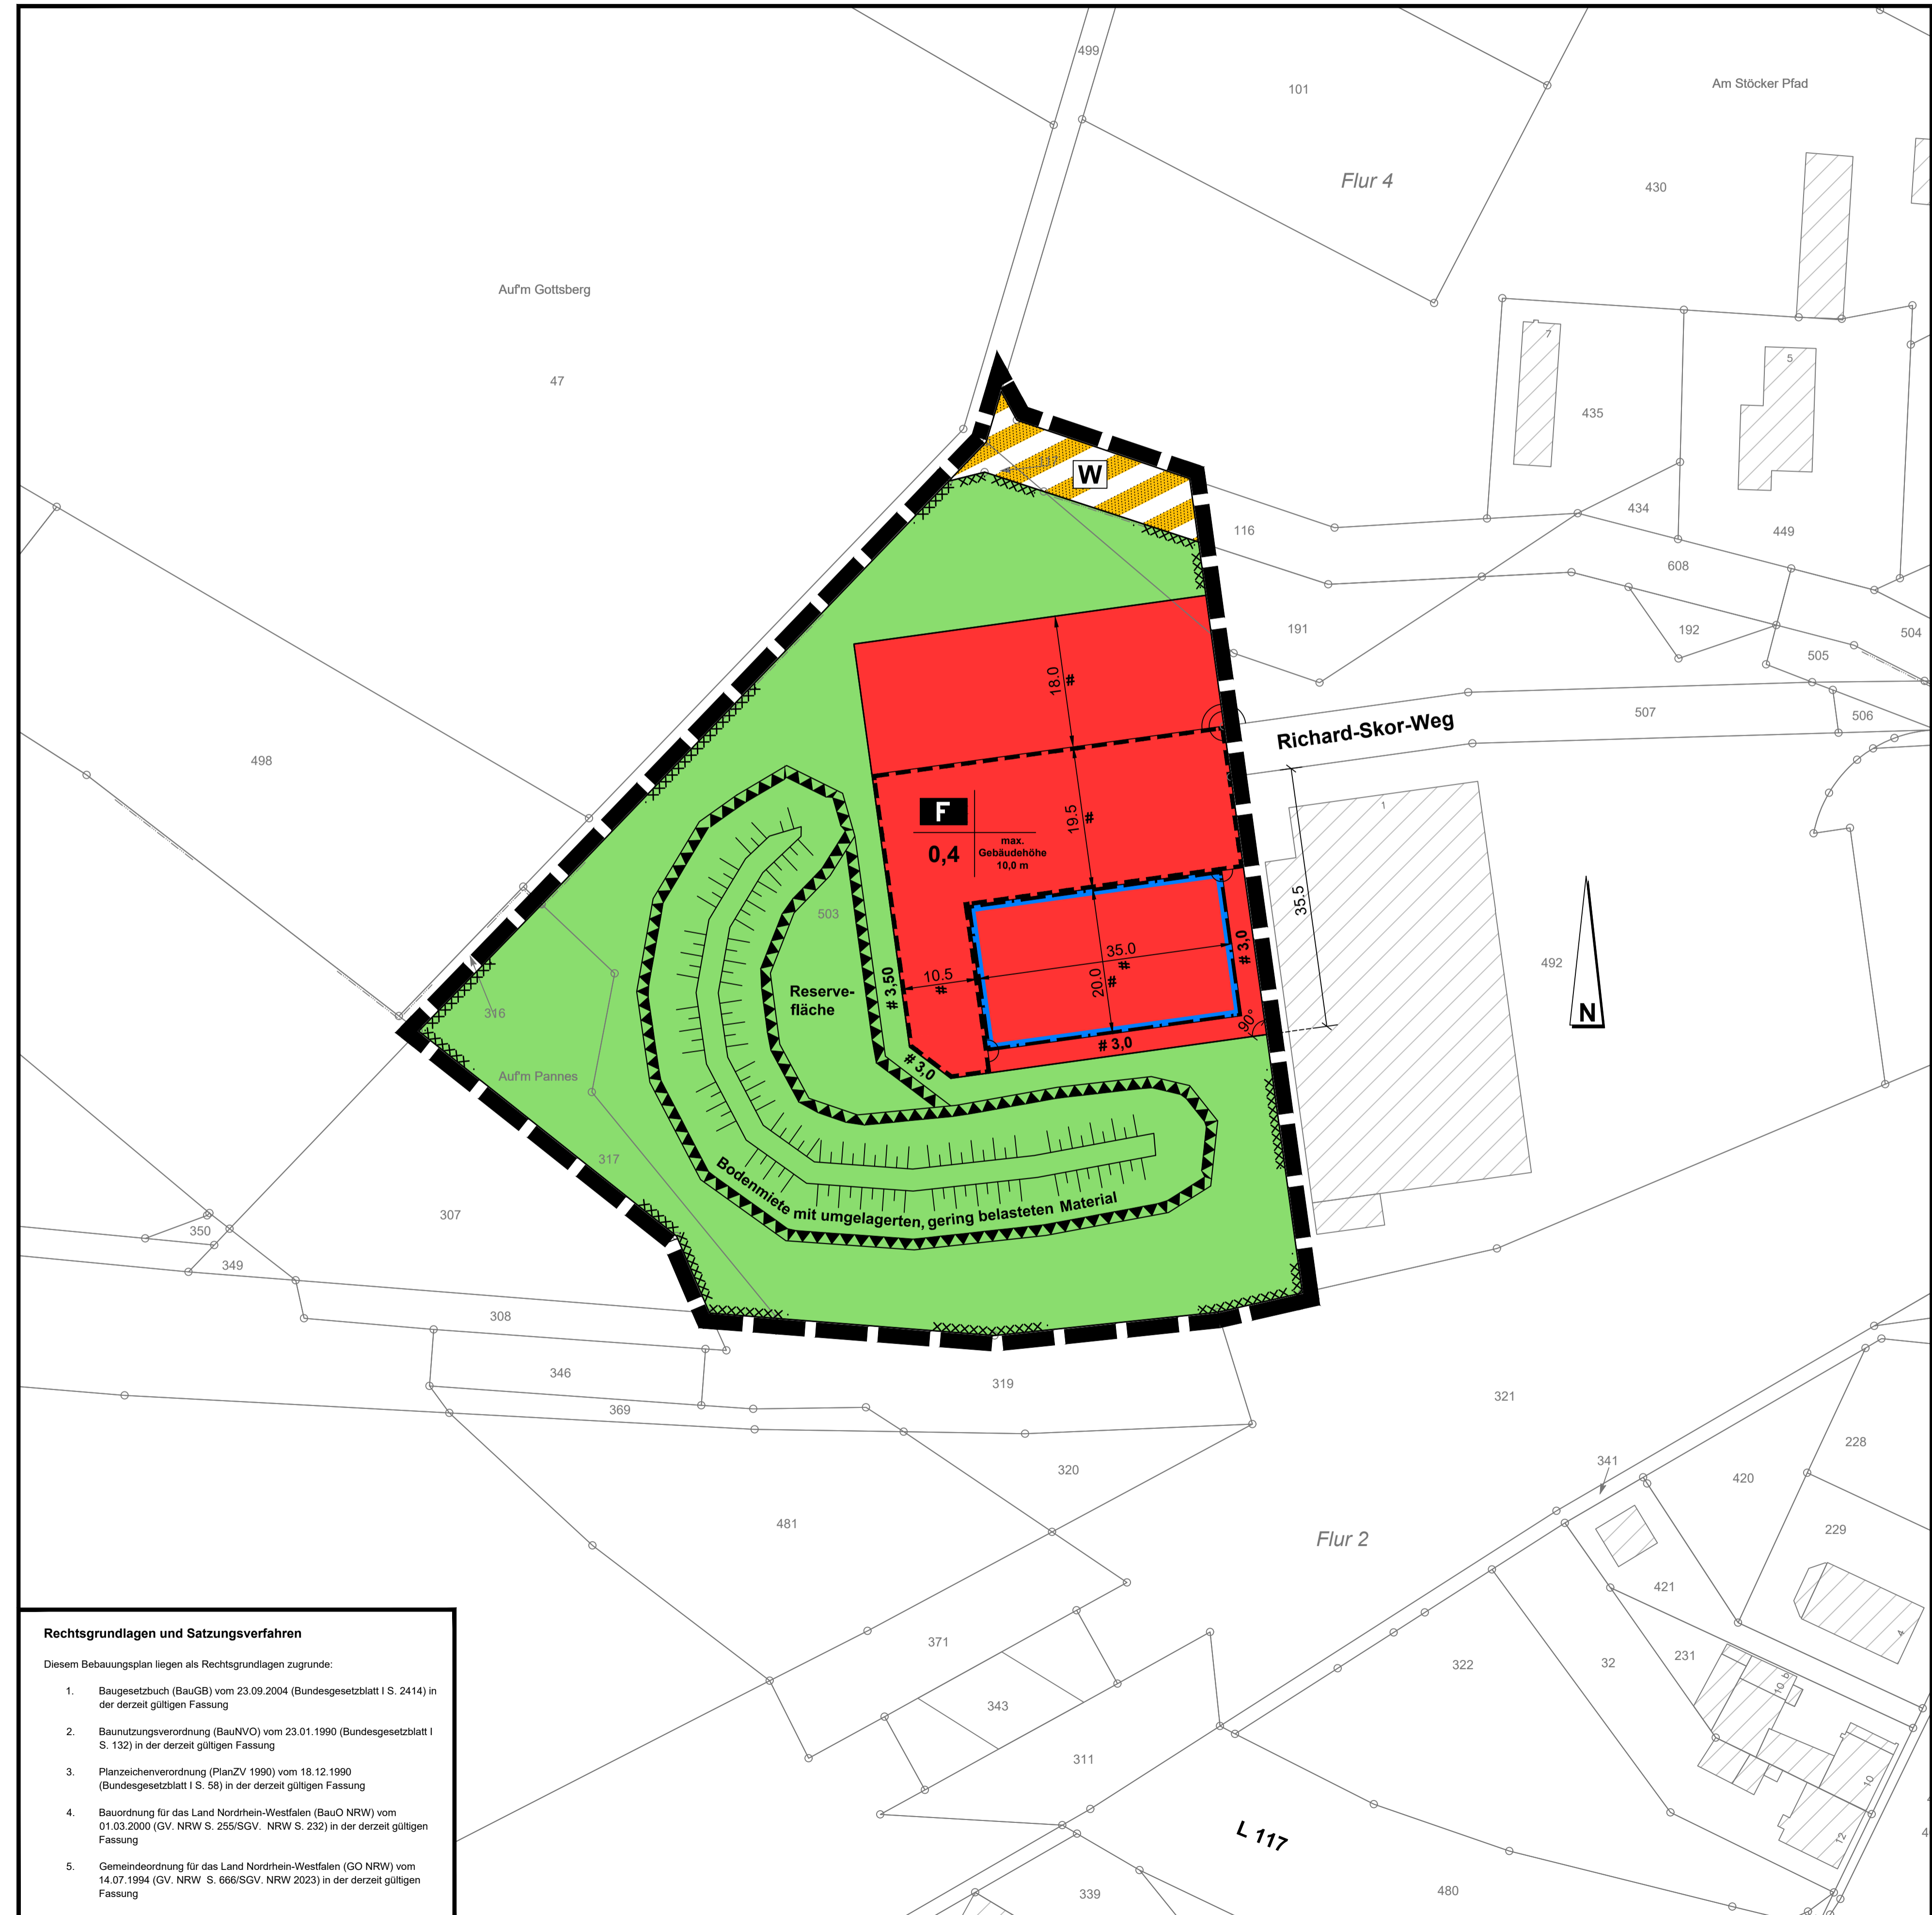 499
101
Am Stöcker Pfad
Flur 4
430
Auf'm Gottsberg
47
7
5
435
W
434
449
116
608
191
192
504
505
506
507
Richard-Skor-Weg
18.0
#
498
F
0,4
max.
Gebäudehöhe
10,0 m
19.5
#
1
35.5
503
492
N
Reserve-
fläche
# 3,50
10.5
#
35.0
#
20.0
#
# 3,0
90°
# 3,0
# 3,0
316
Auf'm Pannes
317
Bodenmiete mit umgelagerten, gering belasteten Material
307
350
349
308
346
369
319
321
320
341
228
420
229
481
Flur 2
421
4
371
322
32
231
10 b
343
311
10
12
L 117
339
480
Rechtsgrundlagen und Satzungsverfahren
Diesem Bebauungsplan liegen als Rechtsgrundlagen zugrunde:
1. Baugesetzbuch (BauGB) vom 23.09.2004 (Bundesgesetzblatt I S. 2414) in
der derzeit gültigen Fassung
2. Baunutzungsverordnung (BauNVO) vom 23.01.1990 (Bundesgesetzblatt I
S. 132) in der derzeit gültigen Fassung
3. Planzeichenverordnung (PlanZV 1990) vom 18.12.1990
(Bundesgesetzblatt I S. 58) in der derzeit gültigen Fassung
4. Bauordnung für das Land Nordrhein-Westfalen (BauO NRW) vom
01.03.2000 (GV. NRW S. 255/SGV. NRW S. 232) in der derzeit gültigen
Fassung
5. Gemeindeordnung für das Land Nordrhein-Westfalen (GO NRW) vom
14.07.1994 (GV. NRW S. 666/SGV. NRW 2023) in der derzeit gültigen
Fassung